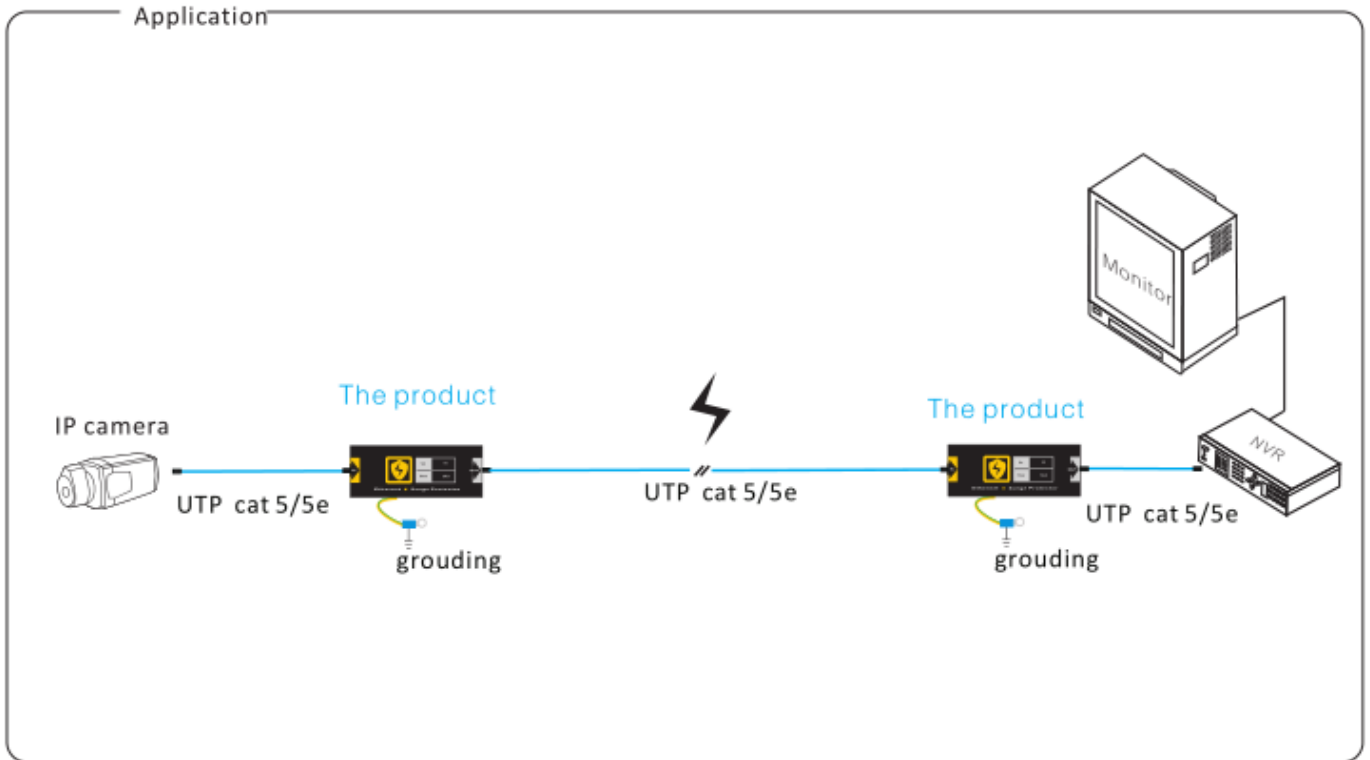 Application
Monitor
The product
The product
IP camera
NVR
UTP cat 5/5e
UTP cat 5/5e
UTP cat 5/5e
grouding
grouding